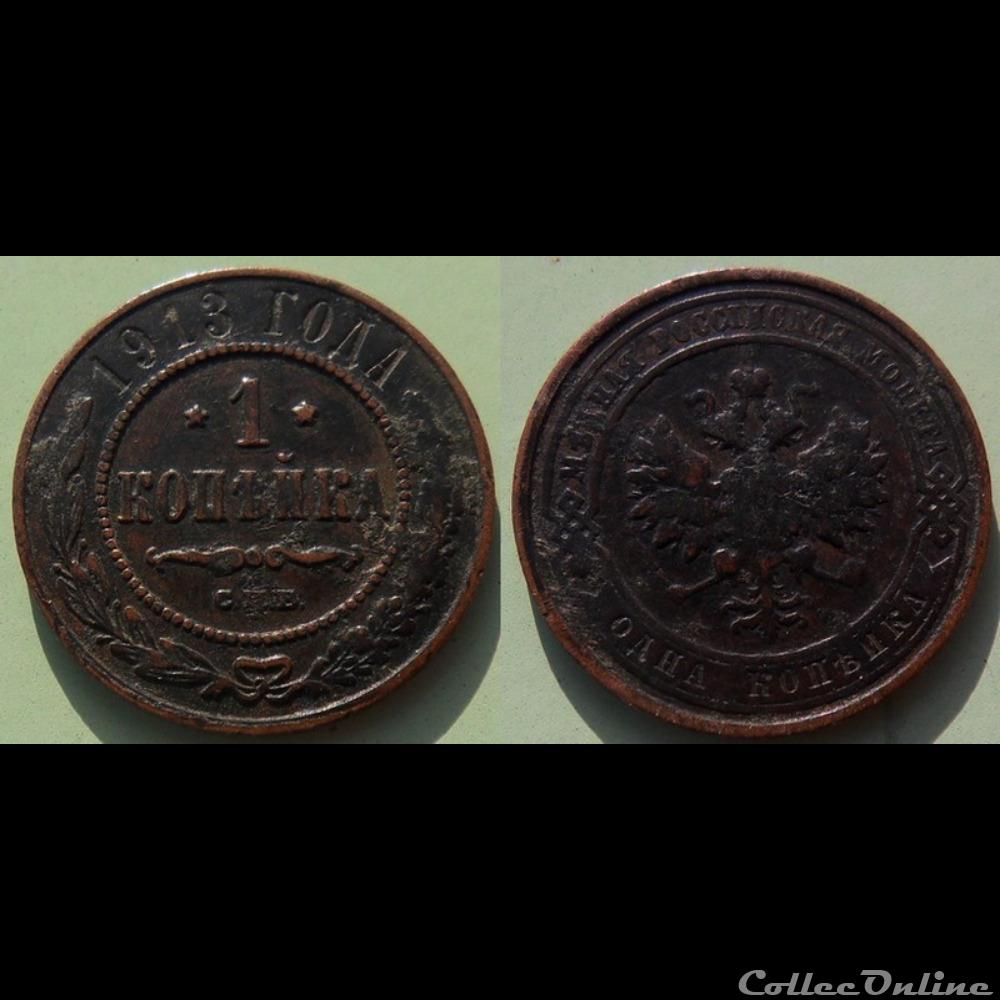 1913 ГОДА
1
КОПѢЙКА
С.П.Б.
МѢДНАЯ РОССІЙСКАЯ МОНЕТА
ОДНА КОПѢЙКА
CollecOnline